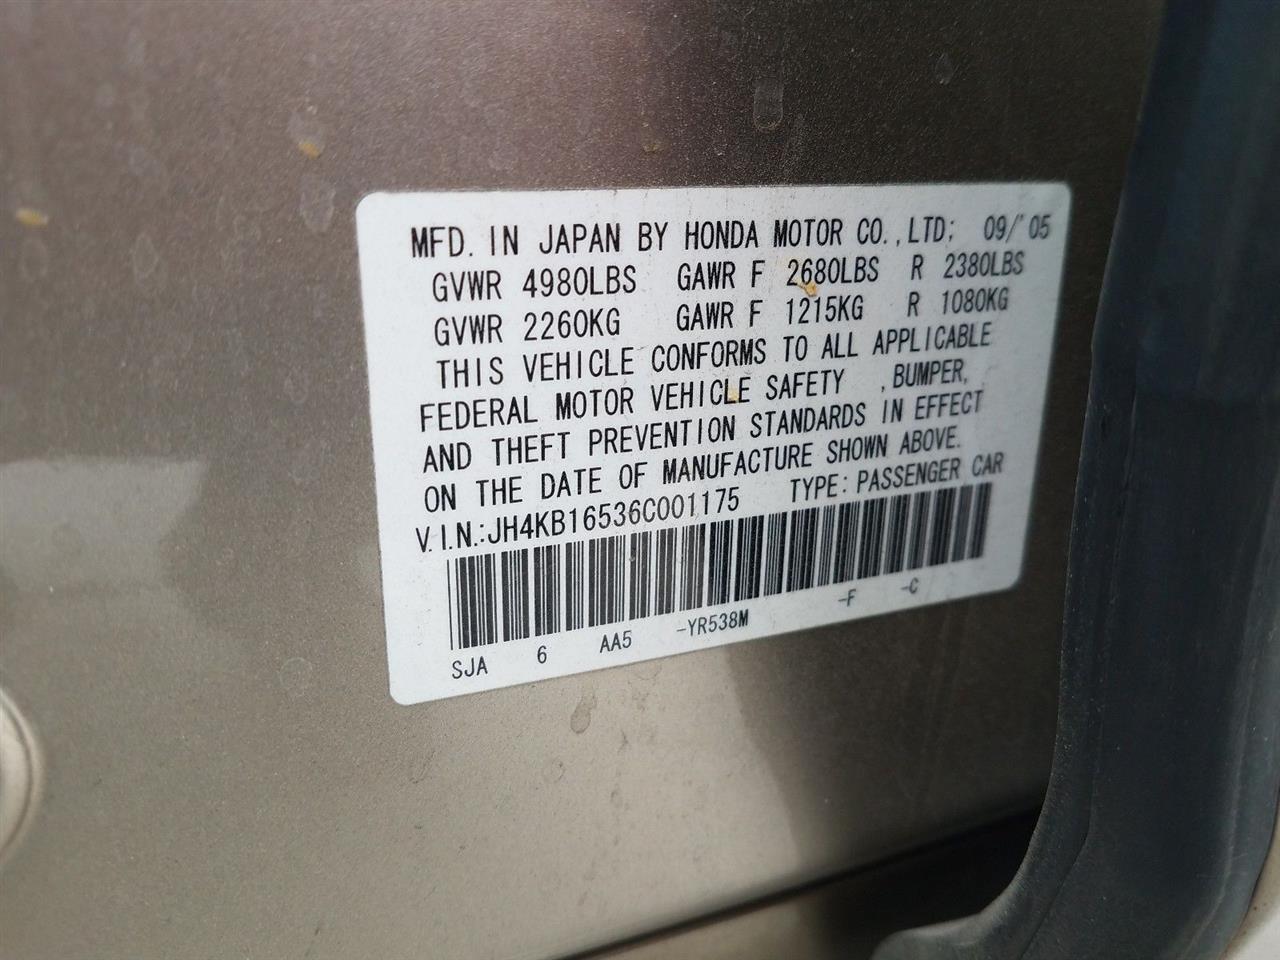 MFD. IN JAPAN BY HONDA MOTOR CO.,LTD; 09/'05
GVWR 4980LBS GAWR F 2680LBS R 2380LBS
GVWR 2260KG GAWR F 1215KG R 1080KG
THIS VEHICLE CONFORMS TO ALL APPLICABLE
FEDERAL MOTOR VEHICLE SAFETY ,BUMPER,
AND THEFT PREVENTION STANDARDS IN EFFECT
ON THE DATE OF MANUFACTURE SHOWN ABOVE.
V.I.N.:JH4KB16536C001175 TYPE:PASSENGER CAR
SJA 6 AA5 -YR538M -F -C